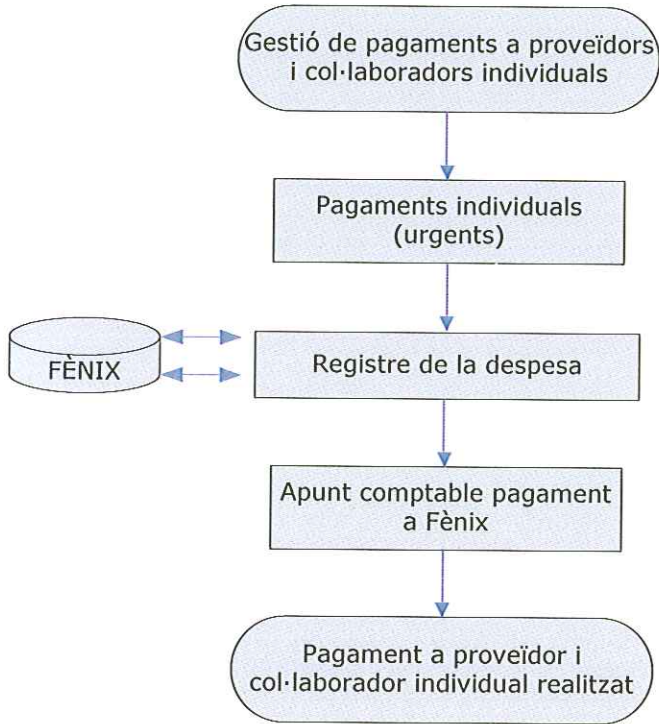 Gestió de pagaments a proveïdors
i col·laboradors individuals
Pagaments individuals
(urgents)
FÈNIX
Registre de la despesa
Apunt comptable pagament
a Fènix
Pagament a proveïdor i
col·laborador individual realitzat